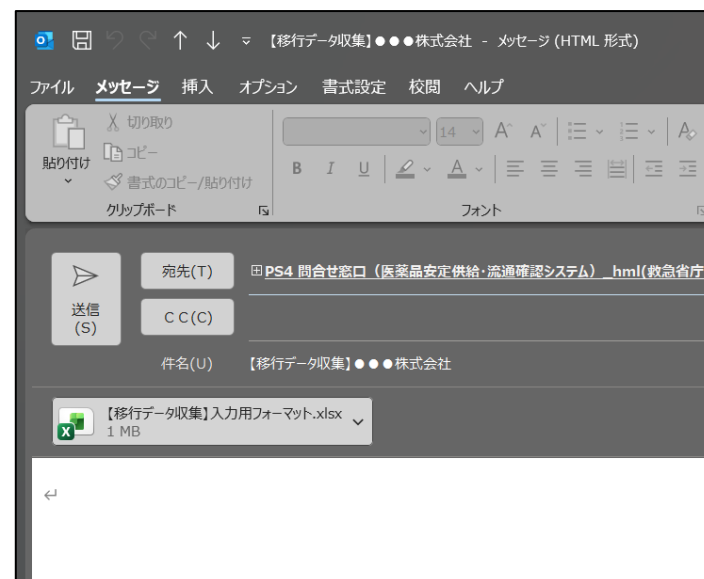 【移行データ収集】●●●株式会社 - メッセージ (HTML 形式)
ファイル メッセージ 挿入 オプション 書式設定 校閲 ヘルプ
貼り付け
切り取り
コピー
書式のコピー/貼り付け
クリップボード
14
B I U
フォント
送信
(S)
宛先(T)
PS4 問合せ窓口（医薬品安定供給・流通確認システム）_hml(救急省庁
C C(C)
件名(U)
【移行データ収集】●●●株式会社
【移行データ収集】入力用フォーマット.xlsx
1 MB